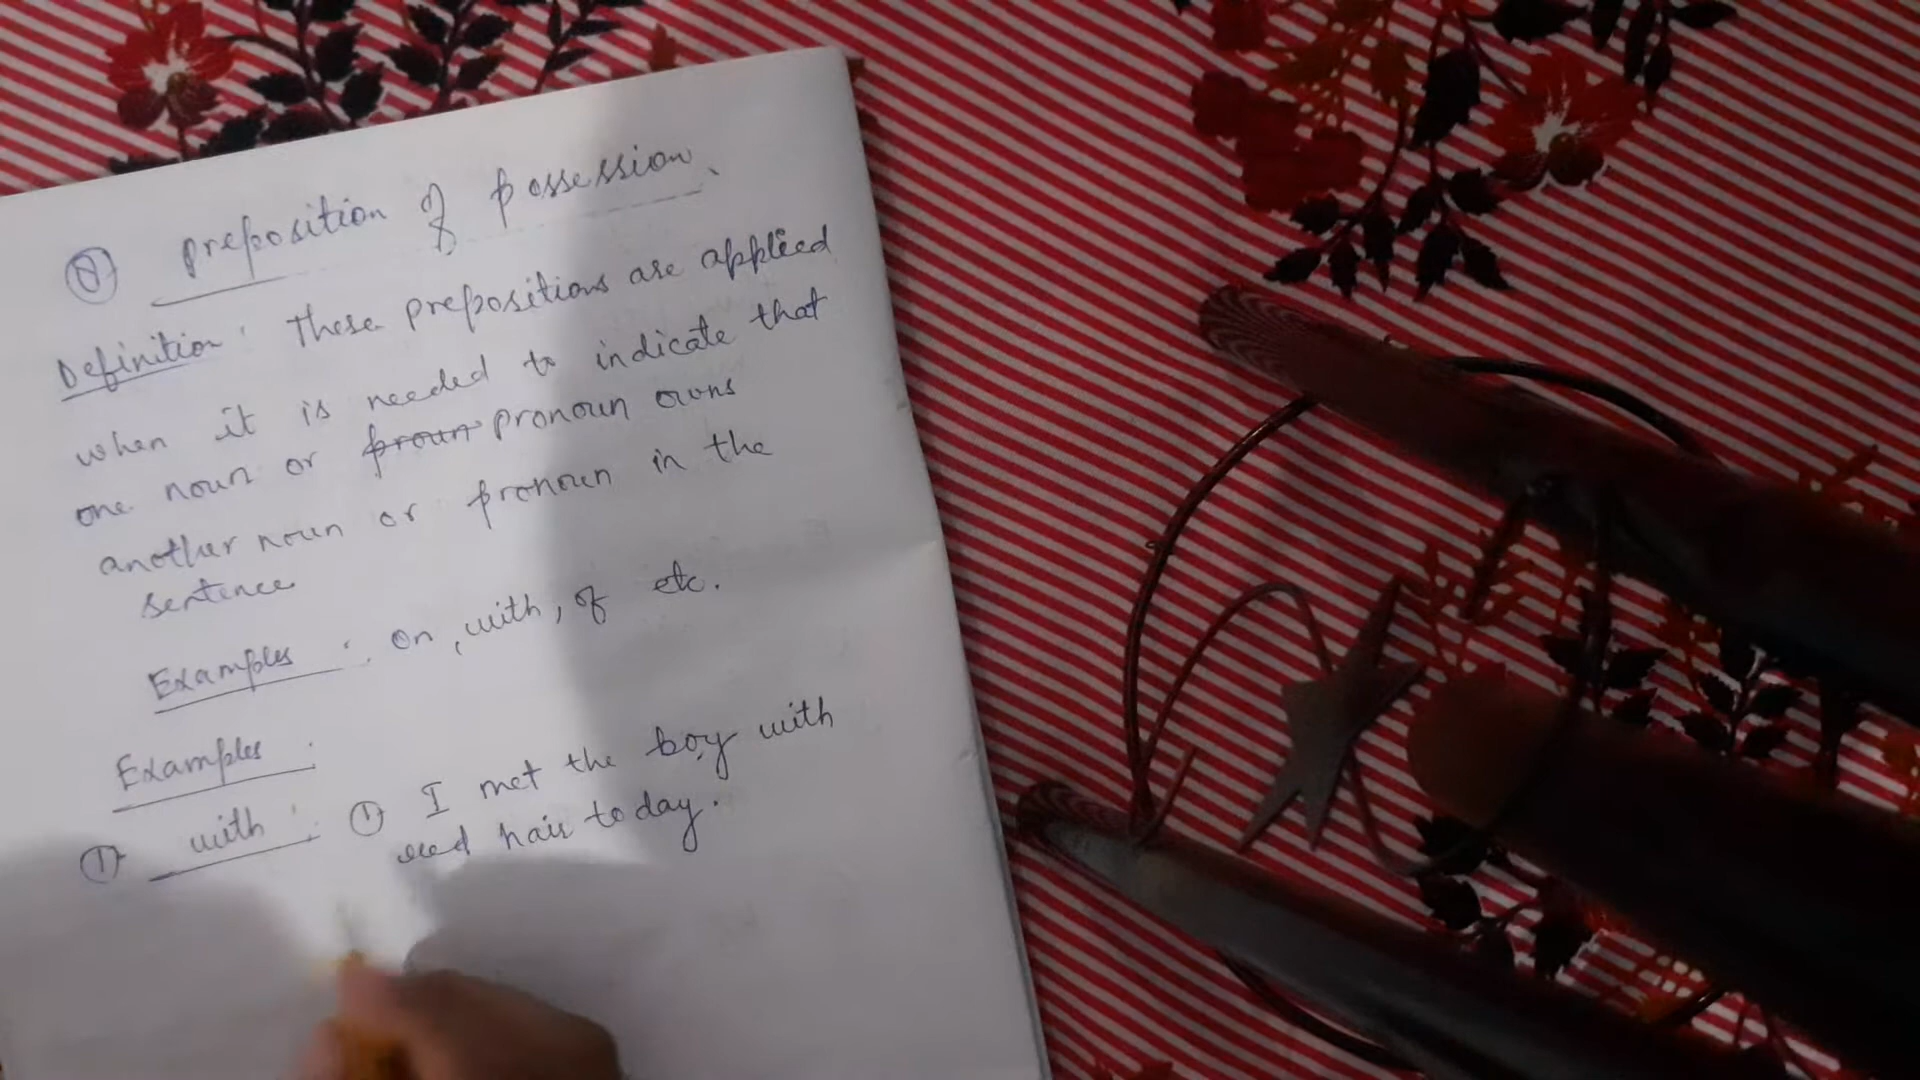 ⑧ preposition of possession
Definition: These prepositions are applied
when it is needed to indicate that
one noun or proun pronoun owns
another noun or pronoun in the
sentence
Examples: on, with, of etc.
Examples:
① with: ① I met the boy with
red hair today.